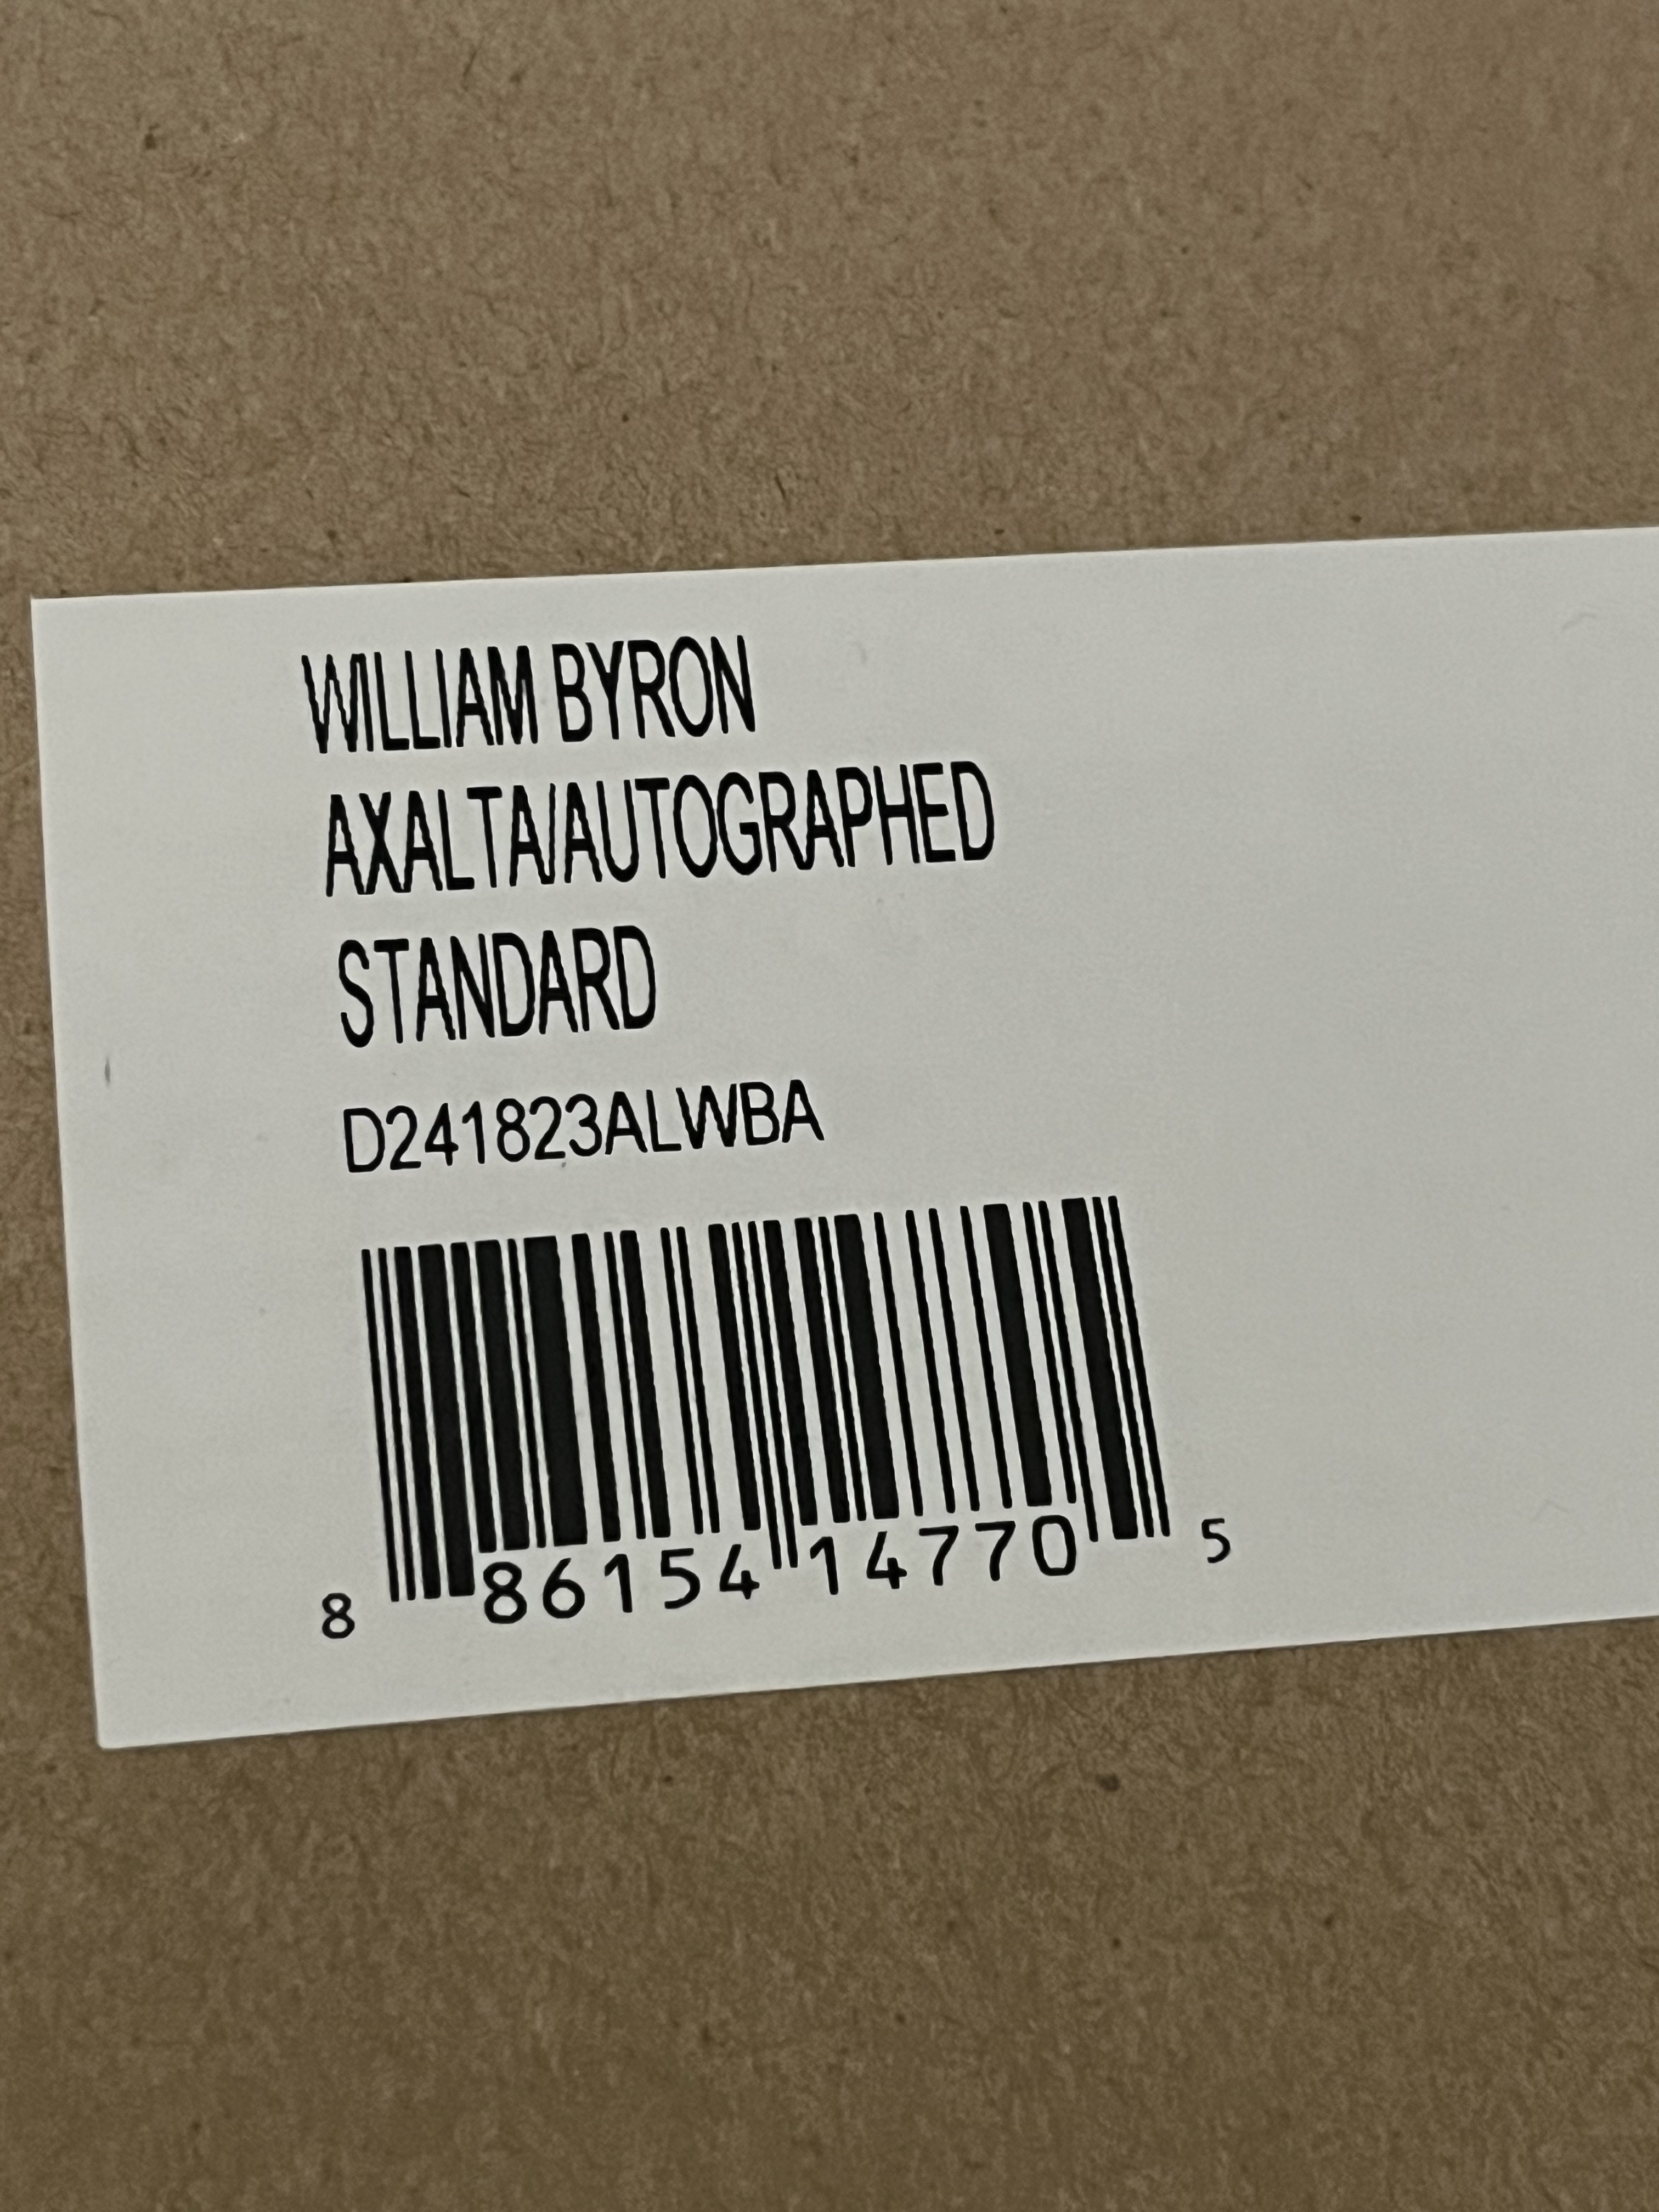 WILLIAM BYRON
AXALTA/AUTOGRAPHED
STANDARD
D241823ALWBA
8 86154 14770 5